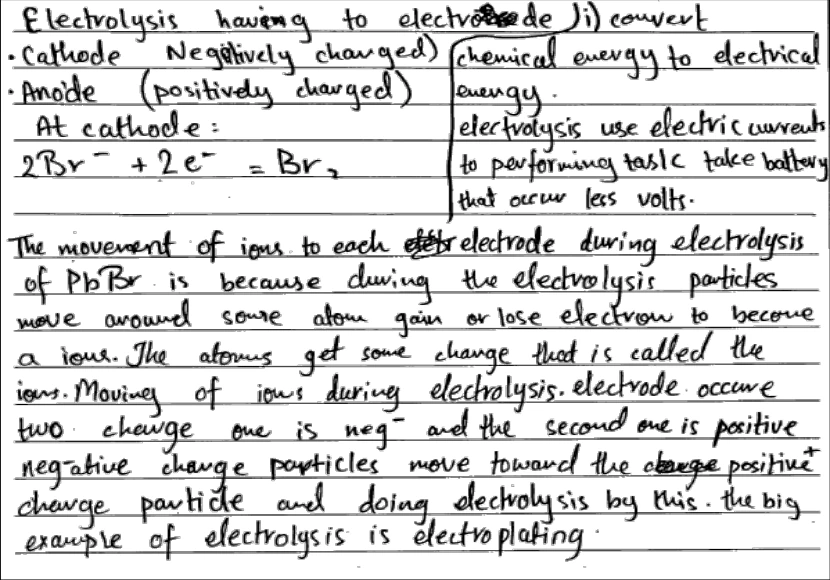 Electrolysis having to electrode
· Cathode Negitively charged)
· Anode (positively charged)
At cathode:
2Br⁻ + 2e⁻ = Br₂
i) convert
chemical energy to electrical
energy.
electrolysis use electric currents
to performing task take battery
that occur less volts.
The movement of ions to each electrode during electrolysis
of PbBr is because during the electroolysis particles
move around some atom gain or lose electron to become
a ions. The atoms get some charge that is called the
ions. Moving of ions during electrolysis. electrode occure
two charge one is neg⁻ and the second one is positive
neg-ative charge particles move toward the positive⁺
charge particle and doing electrolysis by this. the big
example of electrolysis is electroplating.